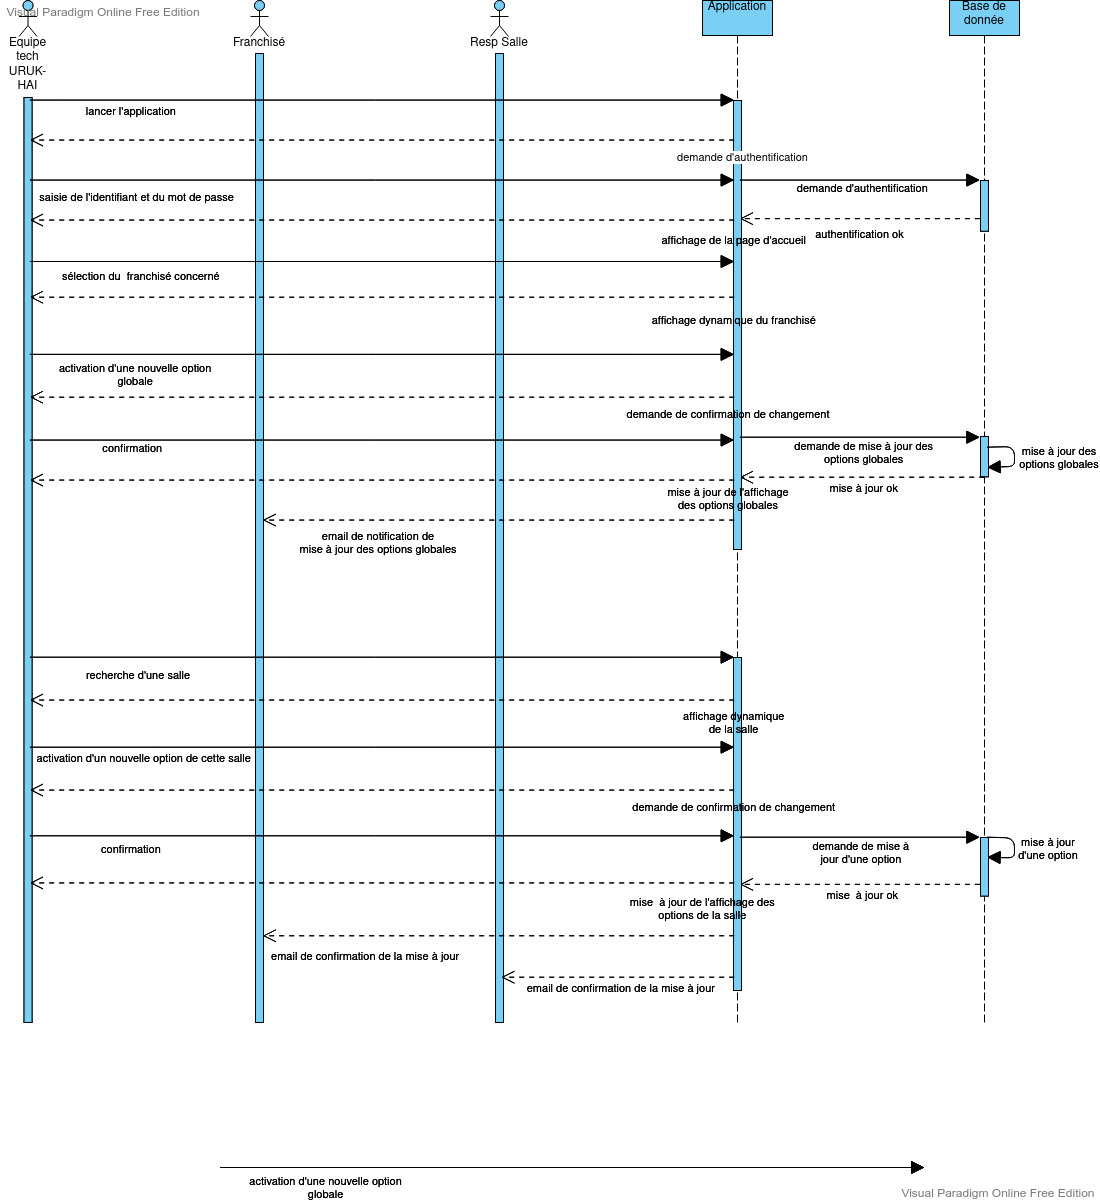 Visual Paradigm Online Free Edition
Equipe
tech
URUK-
HAI
Franchisé
Resp Salle
Application
Base de
donnée
lancer l'application
demande d'authentification
saisie de l'identifiant et du mot de passe
demande d'authentification
affichage de la page d'accueil
authentification ok
sélection du  franchisé concerné
affichage dynamique du franchisé
activation d'une nouvelle option
globale
demande de confirmation de changement
confirmation
demande de mise à jour des
options globales
mise à jour des
options globales
mise à jour de l'affichage
des options globales
mise à jour ok
email de notification de
mise à jour des options globales
recherche d'une salle
affichage dynamique
de la salle
activation d'un nouvelle option de cette salle
demande de confirmation de changement
confirmation
demande de mise à
jour d'une option
mise à jour
d'une option
mise  à jour de l'affichage des
options de la salle
mise  à jour ok
email de confirmation de la mise à jour
email de confirmation de la mise à jour
activation d'une nouvelle option
globale
Visual Paradigm Online Free Edition